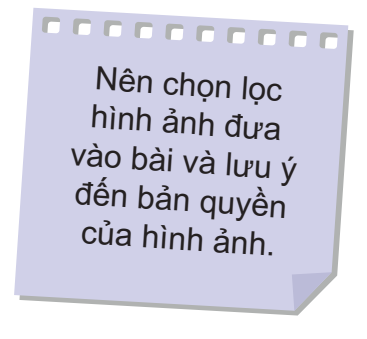 Nên chọn lọc
hình ảnh đưa
vào bài và lưu ý
đến bản quyền
của hình ảnh.